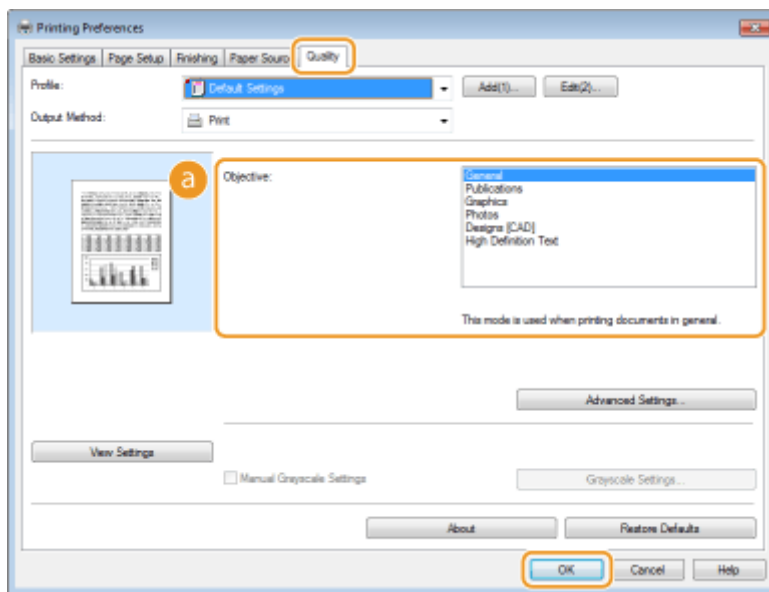 Printing Preferences
Basic Settings Page Setup Finishing Paper Sourc Quality
Profile: Default Settings Add(1)... Edit(2)...
Output Method: Print
a
Objective: General
Publications
Graphics
Photos
Designs [CAD]
High Definition Text
This mode is used when printing documents in general.
Advanced Settings...
View Settings
Manual Grayscale Settings Grayscale Settings...
About Restore Defaults
OK Cancel Help